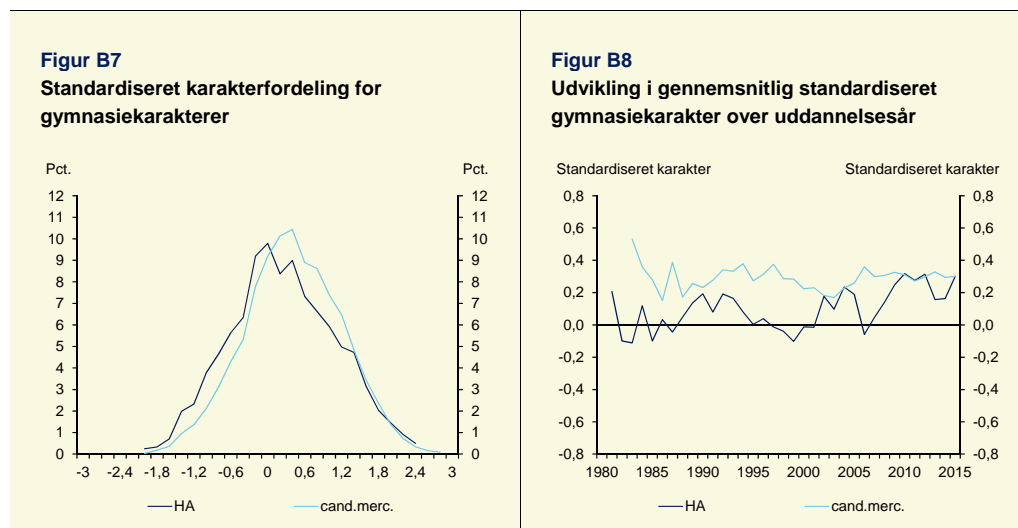 Figur B7
Standardiseret karakterfordeling for
gymnasiekarakterer
Pct. Pct.
12 12
11 11
10 10
9 9
8 8
7 7
6 6
5 5
4 4
3 3
2 2
1 1
0 0
-3 -2,4 -1,8 -1,2 -0,6 0 0,6 1,2 1,8 2,4 3
HA cand.merc.
Figur B8
Udvikling i gennemsnitlig standardiseret
gymnasiekarakter over uddannelsesår
Standardiseret karakter Standardiseret karakter
0,8 0,8
0,6 0,6
0,4 0,4
0,2 0,2
0,0 0,0
-0,2 -0,2
-0,4 -0,4
-0,6 -0,6
-0,8 -0,8
1980 1985 1990 1995 2000 2005 2010 2015
HA cand.merc.